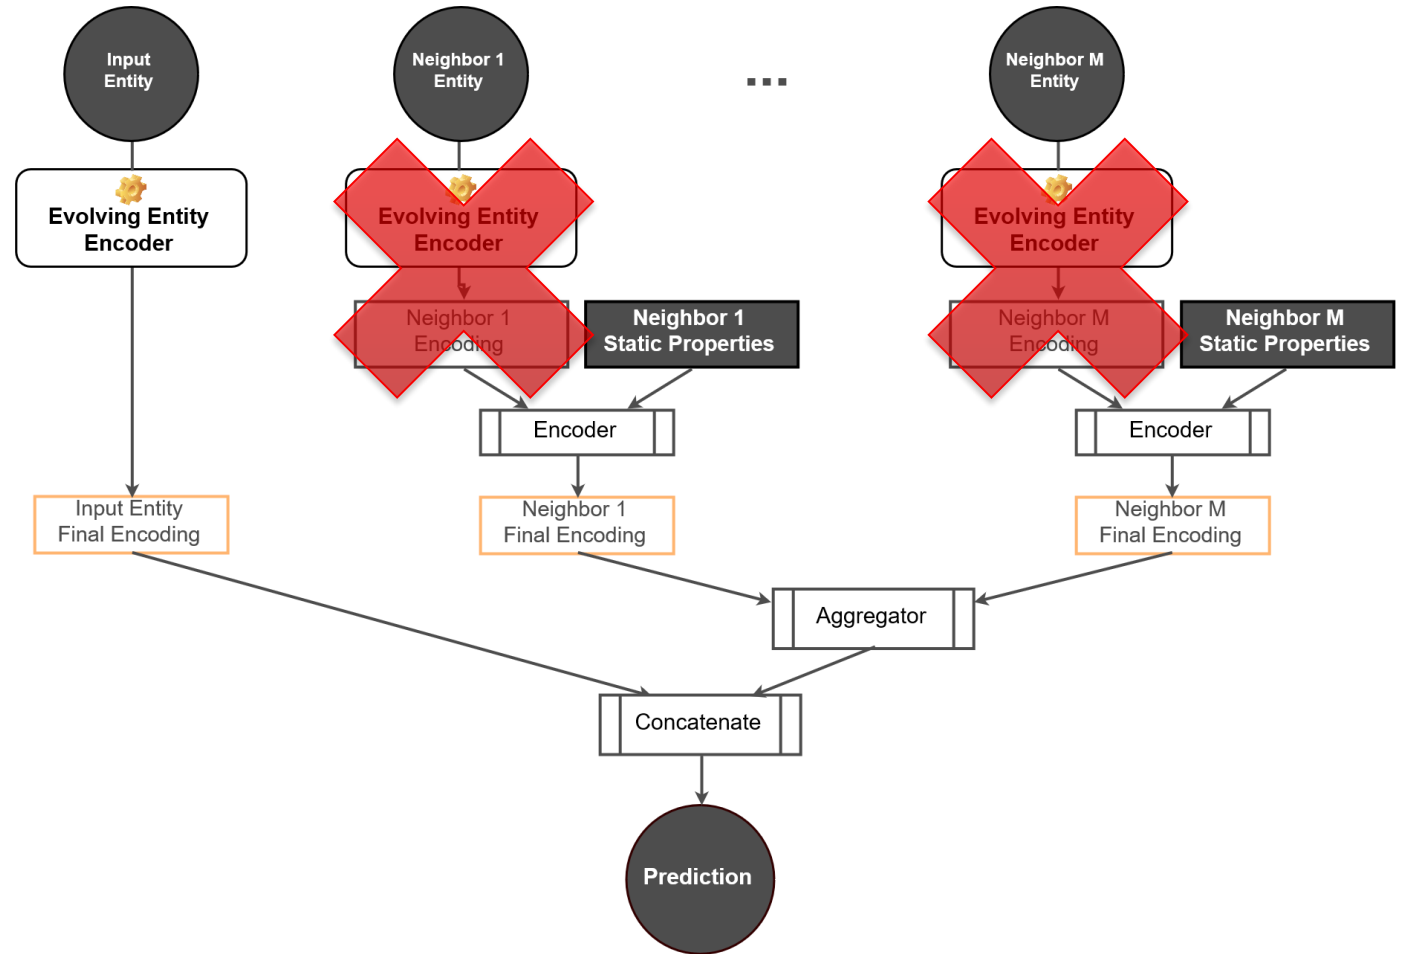 Input
Entity
Neighbor 1
Entity
...
Neighbor M
Entity
Evolving Entity
Encoder
Evolving Entity
Encoder
Evolving Entity
Encoder
Neighbor 1
Encoding
Neighbor 1
Static Properties
Neighbor M
Encoding
Neighbor M
Static Properties
Encoder
Encoder
Input Entity
Final Encoding
Neighbor 1
Final Encoding
Neighbor M
Final Encoding
Aggregator
Concatenate
Prediction